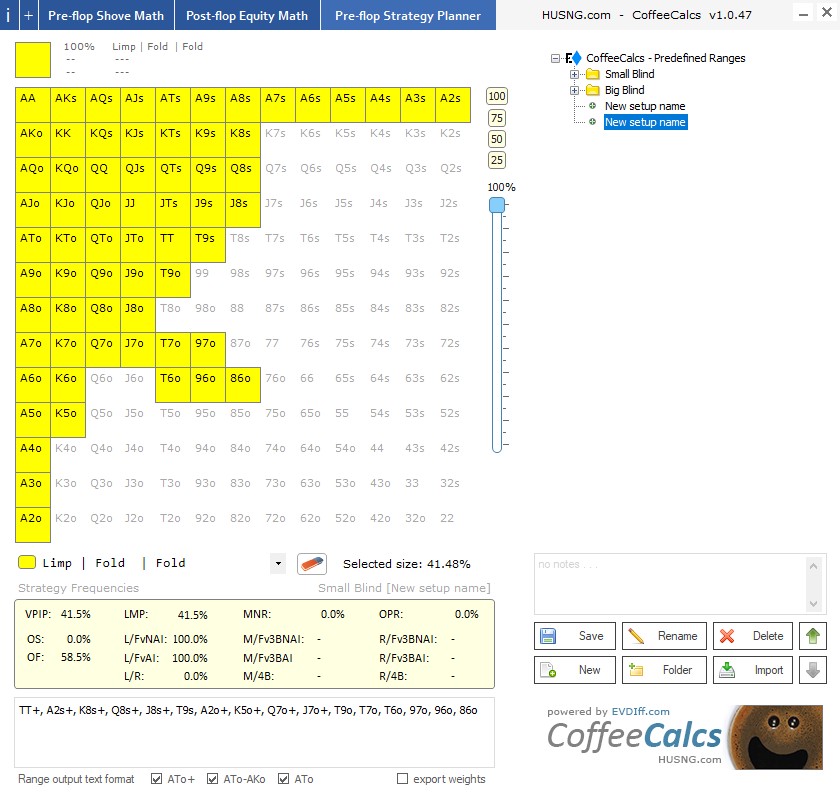 i + Pre-flop Shove Math Post-flop Equity Math Pre-flop Strategy Planner HUSNG.com - CoffeeCalcs v1.0.47
100% Limp | Fold | Fold
-- ---
-- ---
CoffeeCalcs - Predefined Ranges
Small Blind
Big Blind
New setup name
New setup name
AA AKs AQs AJs ATs A9s A8s A7s A6s A5s A4s A3s A2s
AKo KK KQs KJs KTs K9s K8s K7s K6s K5s K4s K3s K2s
AQo KQo QQ QJs QTs Q9s Q8s Q7s Q6s Q5s Q4s Q3s Q2s
AJo KJo QJo JJ JTs J9s J8s J7s J6s J5s J4s J3s J2s
ATo KTo QTo JTo TT T9s T8s T7s T6s T5s T4s T3s T2s
A9o K9o Q9o J9o T9o 99 98s 97s 96s 95s 94s 93s 92s
A8o K8o Q8o J8o T8o 98o 88 87s 86s 85s 84s 83s 82s
A7o K7o Q7o J7o T7o 97o 87o 77 76s 75s 74s 73s 72s
A6o K6o Q6o J6o T6o 96o 86o 76o 66 65s 64s 63s 62s
A5o K5o Q5o J5o T5o 95o 85o 75o 65o 55 54s 53s 52s
A4o K4o Q4o J4o T4o 94o 84o 74o 64o 54o 44 43s 42s
A3o K3o Q3o J3o T3o 93o 83o 73o 63o 53o 43o 33 32s
A2o K2o Q2o J2o T2o 92o 82o 72o 62o 52o 42o 32o 22
100
75
50
25
100%
Limp | Fold | Fold Selected size: 41.48%
Strategy Frequencies Small Blind [New setup name]
VPIP: 41.5% LMP: 41.5% MNR: 0.0% OPR: 0.0%
OS: 0.0% L/FvNAI: 100.0% M/Fv3BNAI: - R/Fv3BNAI: -
OF: 58.5% L/FvAI: 100.0% M/Fv3BAI - R/Fv3BAI: -
L/R: 0.0% M/4B: - R/4B: -
TT+, A2s+, K8s+, Q8s+, J8s+, T9s, A2o+, K5o+, Q7o+, J7o+, T9o, T7o, T6o, 97o, 96o, 86o
Range output text format ATo+ ATo-AKo ATo export weights
no notes . . .
Save Rename Delete
New Folder Import
powered by EVDIff.com
CoffeeCalcs
HUSNG.com